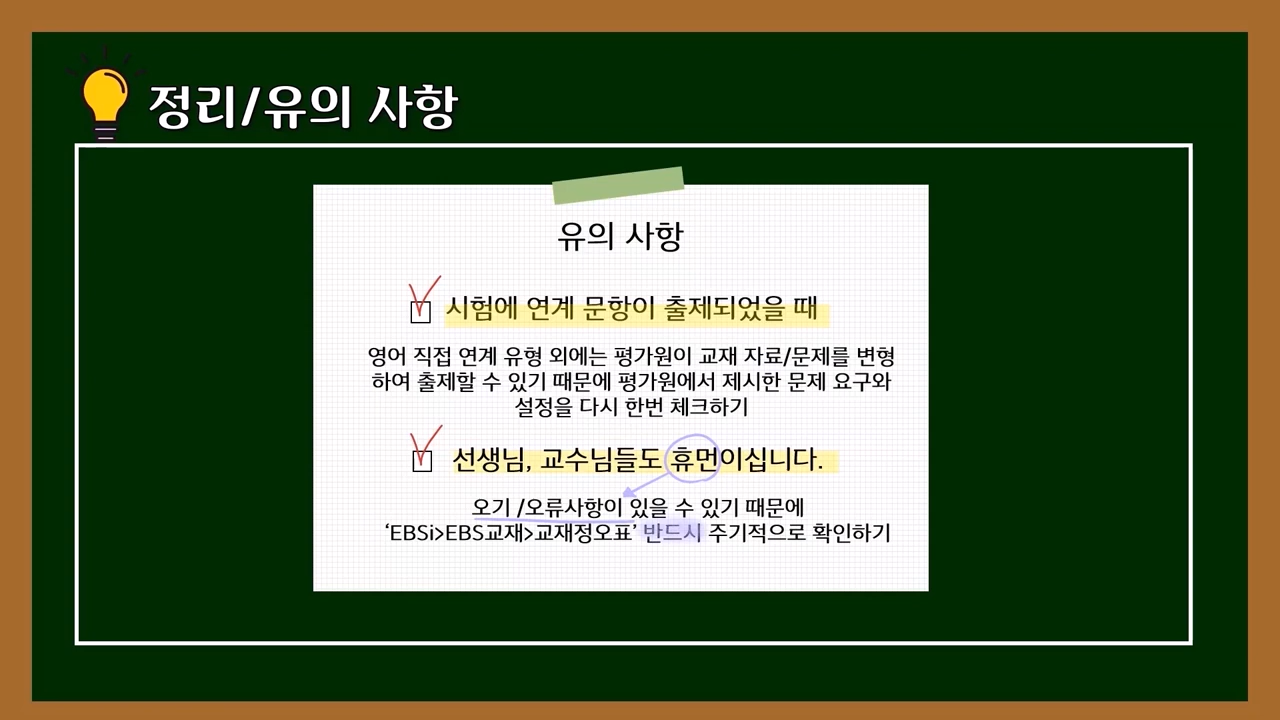 정리/유의 사항
유의 사항
시험에 연계 문항이 출제되었을 때
영어 직접 연계 유형 외에는 평가원이 교재 자료/문제를 변형
하여 출제할 수 있기 때문에 평가원에서 제시한 문제 요구와
설정을 다시 한번 체크하기
선생님, 교수님들도 휴먼이십니다.
오기 /오류사항이 있을 수 있기 때문에
‘EBSi>EBS교재>교재정오표’ 반드시 주기적으로 확인하기